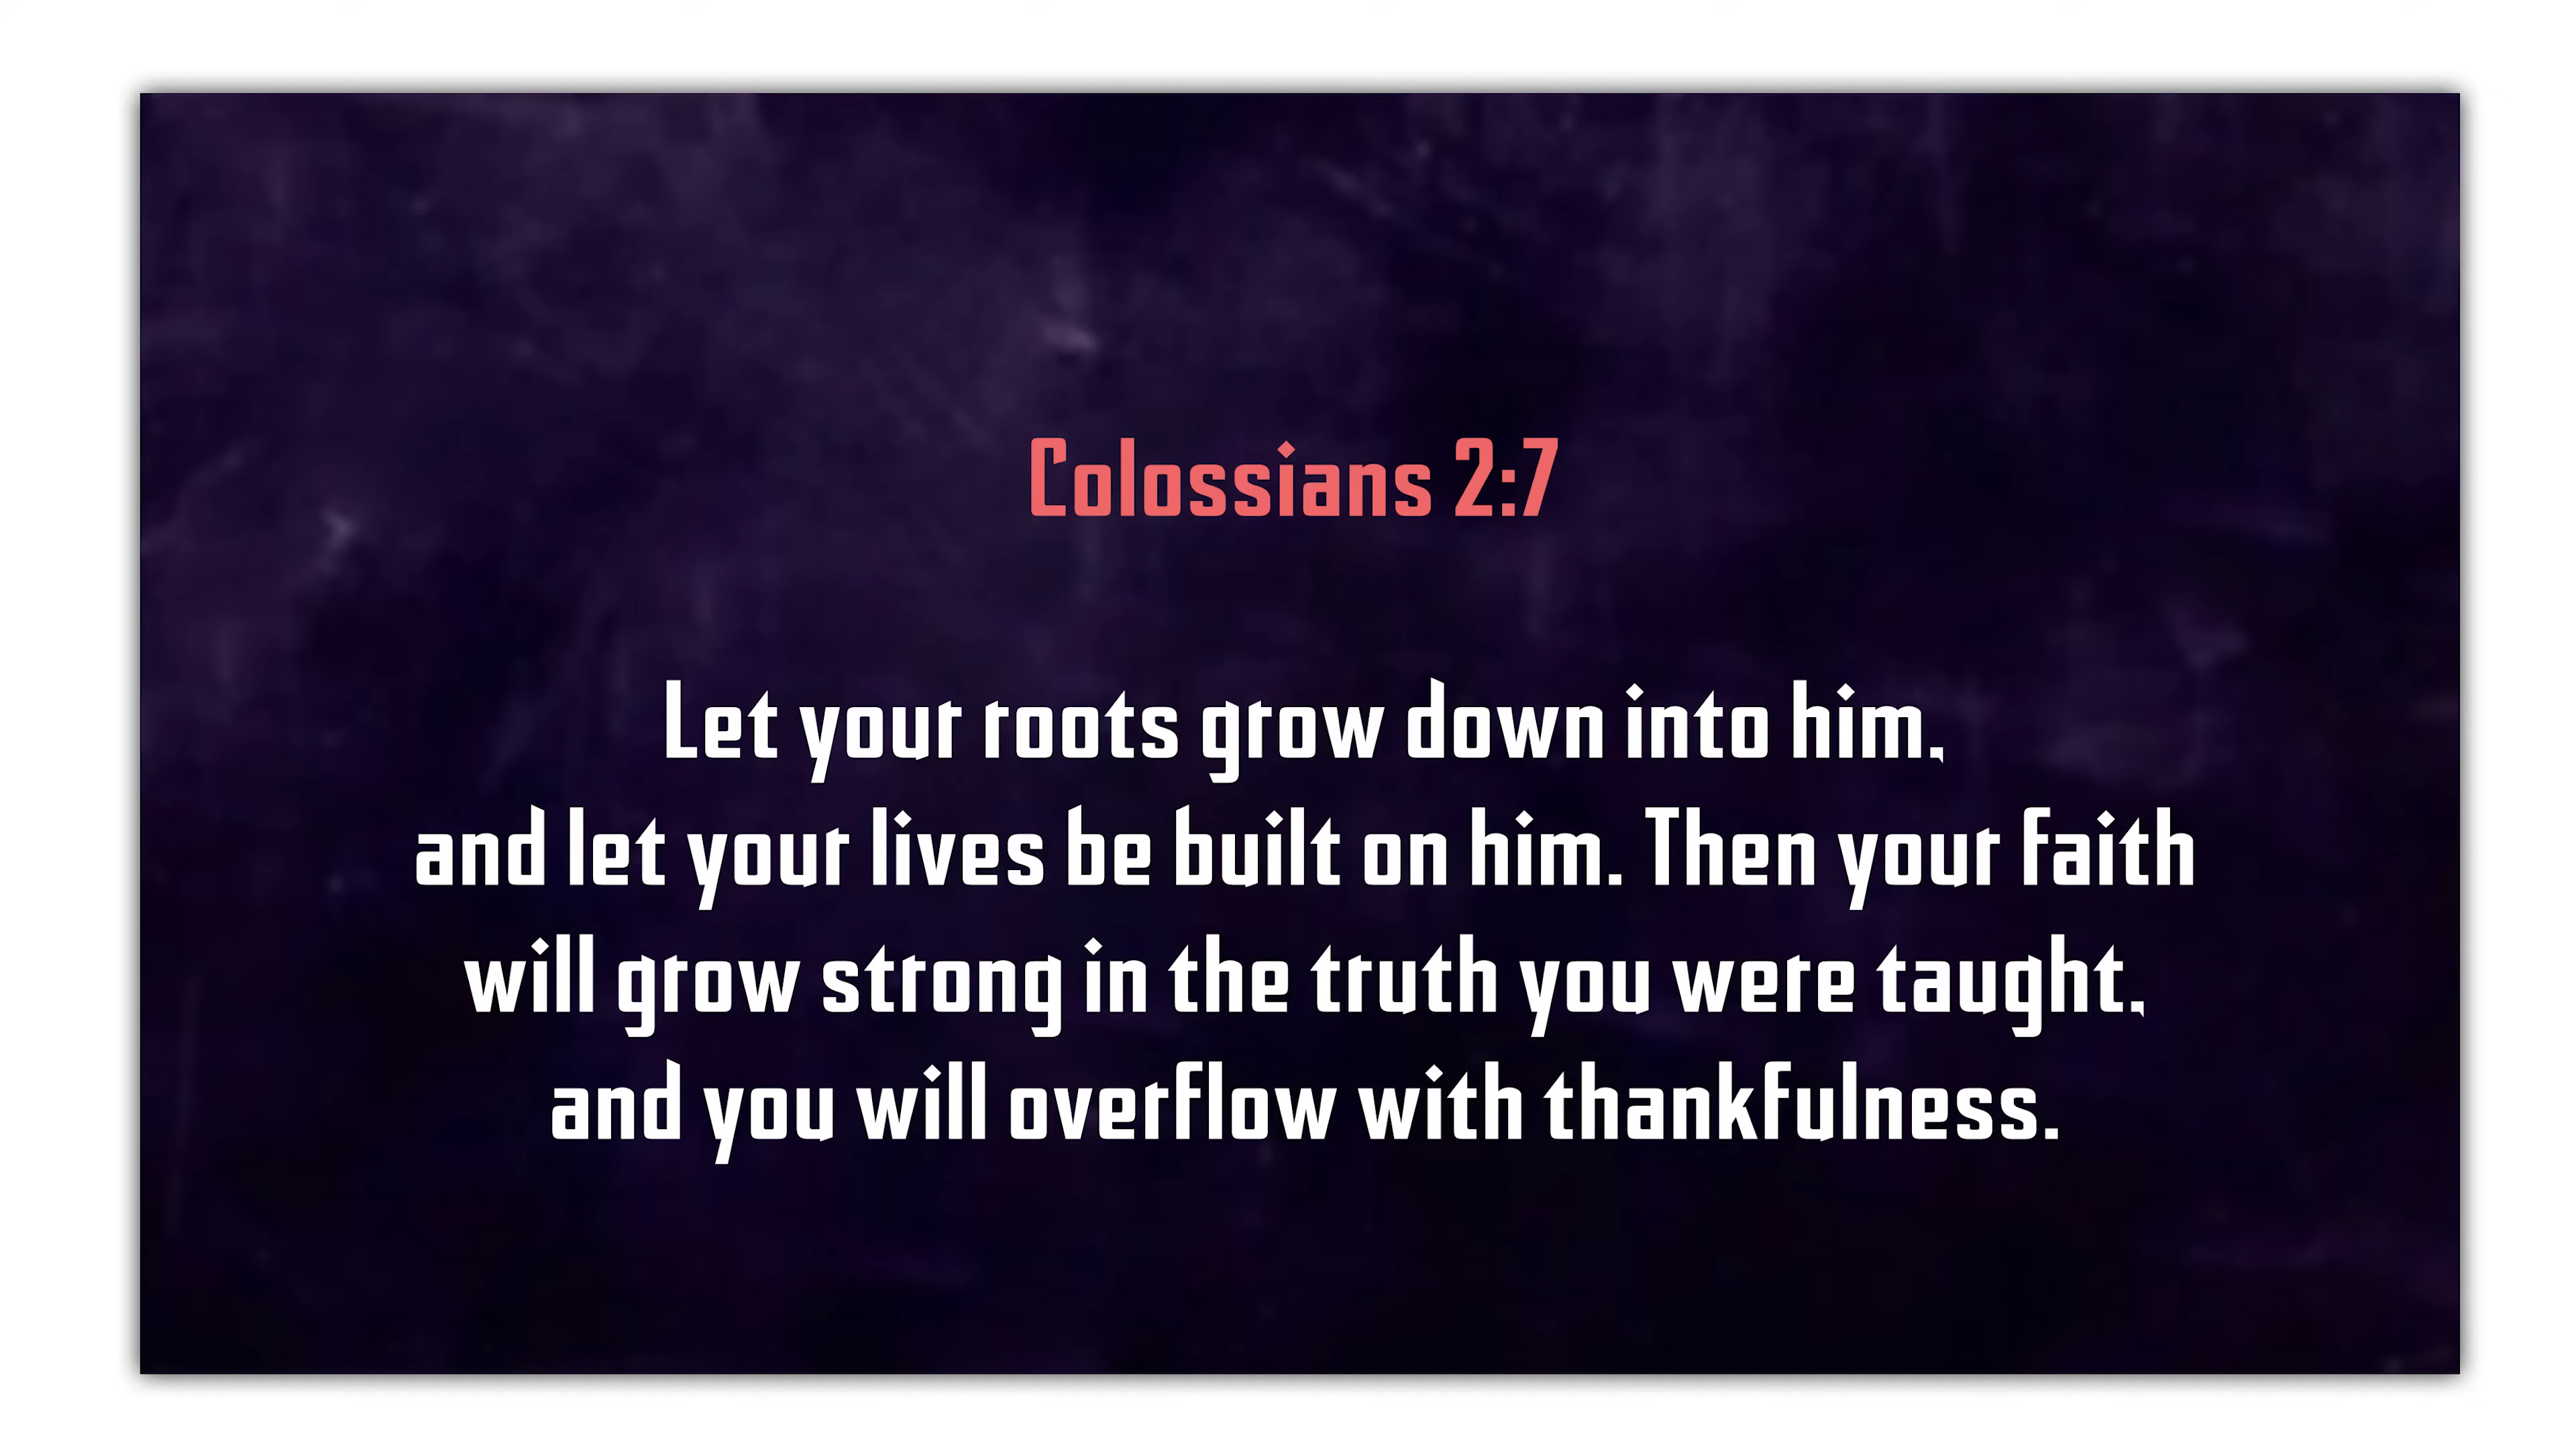 Colossians 2:7
Let your roots grow down into him,
and let your lives be built on him. Then your faith
will grow strong in the truth you were taught,
and you will overflow with thankfulness.